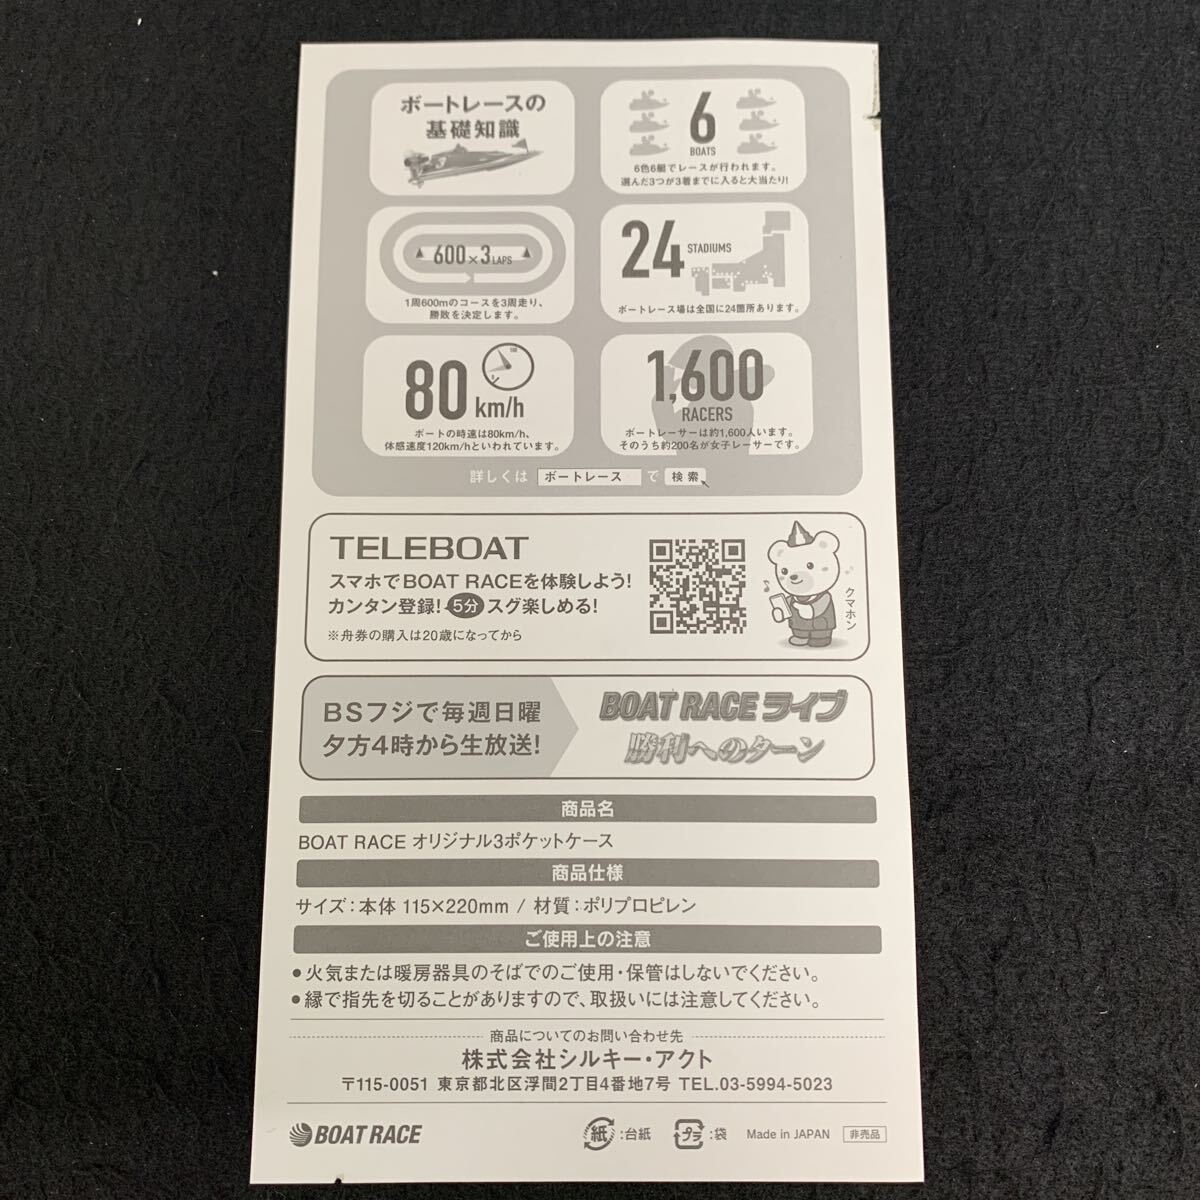 ボートレースの
基礎知識
6
BOATS
6色6艇でレースが行われます。
選んだ3つが3着までに入ると大当たり!
600×3 LAPS
1周600mのコースを3周走り、
勝敗を決定します。
24 STADIUMS
ボートレース場は全国に24箇所あります。
80 km/h
ボートの時速は80km/h、
体感速度120km/hといわれています。
1,600
RACERS
ボートレーサーは約1,600人います。
そのうち約200名が女子レーサーです。
詳しくは ボートレース で 検索
TELEBOAT
スマホでBOAT RACEを体験しよう!
カンタン登録! 5分 スグ楽しめる!
※舟券の購入は20歳になってから
クマホン
BSフジで毎週日曜
夕方4時から生放送!
BOAT RACE ライブ
勝利へのターン
商品名
BOAT RACE オリジナル3ポケットケース
商品仕様
サイズ:本体 115×220mm / 材質:ポリプロピレン
ご使用上の注意
●火気または暖房器具のそばでのご使用・保管はしないでください。
●縁で指先を切ることがありますので、取扱いには注意してください。
商品についてのお問い合わせ先
株式会社シルキー・アクト
〒115-0051 東京都北区浮間2丁目4番地7号 TEL.03-5994-5023
BOAT RACE 紙:台紙 プラ:袋 Made in JAPAN 非売品